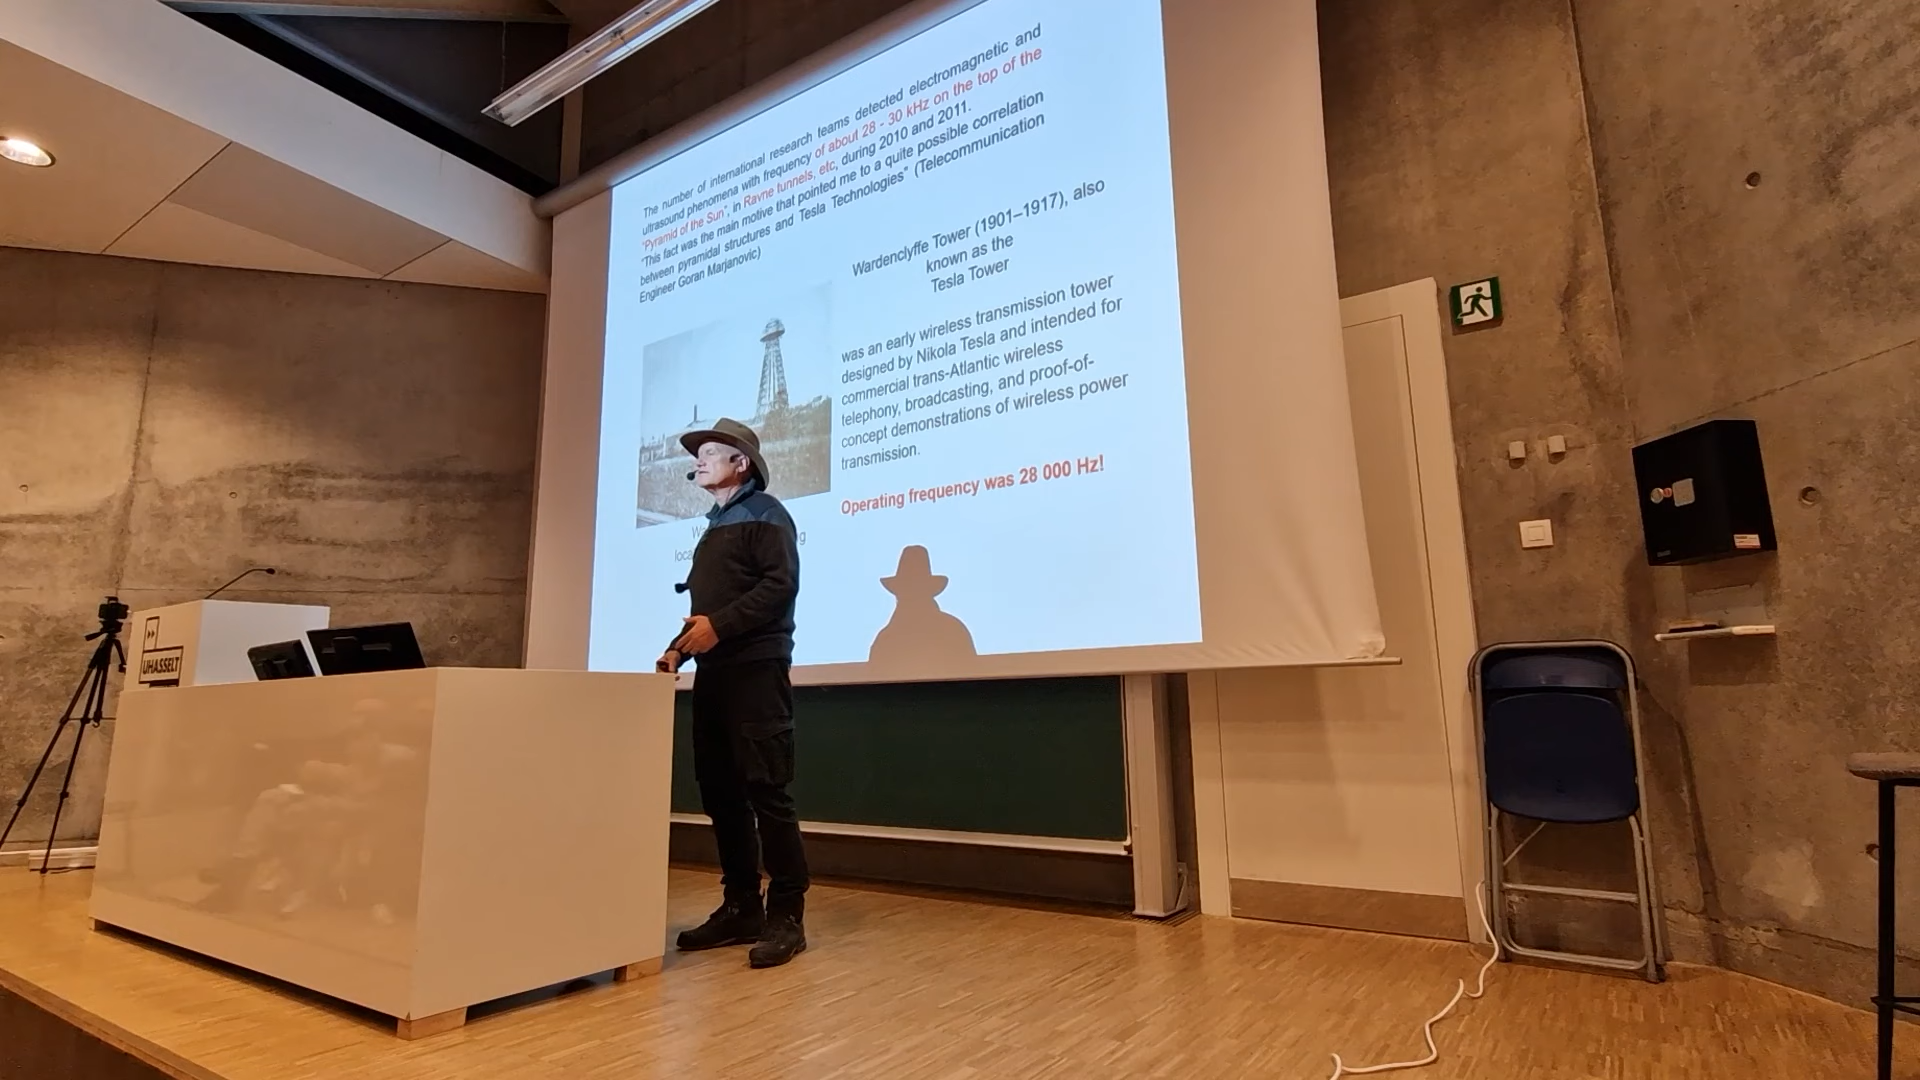 The number of international research teams detected electromagnetic and
ultrasound phenomena with frequency of about 28 - 30 kHz on the top of the
"Pyramid of the Sun", in Ravne tunnels, etc, during 2010 and 2011.
"This fact was the main motive that pointed me to a quite possible correlation
between pyramidal structures and Tesla Technologies" (Telecommunication
Engineer Goran Marjanovic)
Wardenclyffe Tower (1901–1917), also
known as the
Tesla Tower
was an early wireless transmission tower
designed by Nikola Tesla and intended for
commercial trans-Atlantic wireless
telephony, broadcasting, and proof-of-
concept demonstrations of wireless power
transmission.
Operating frequency was 28 000 Hz!
UHASSELT